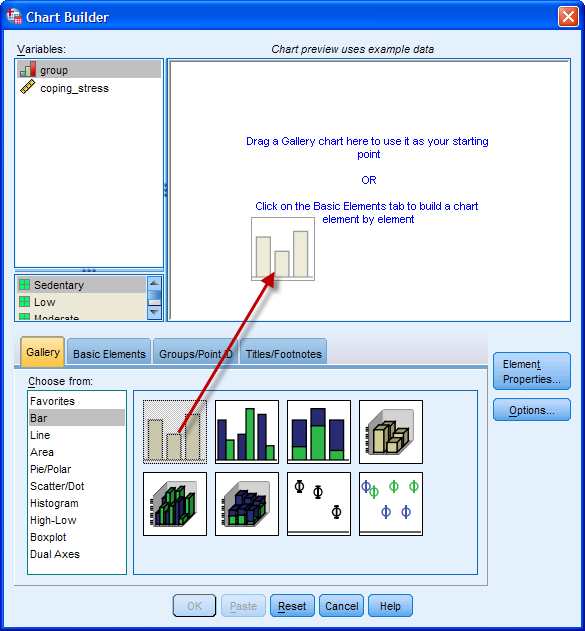 Chart Builder
Variables:
Chart preview uses example data
group
coping_stress
Drag a Gallery chart here to use it as your starting
point
OR
Click on the Basic Elements tab to build a chart
element by element
Sedentary
Low
Moderate
Gallery
Basic Elements
Groups/Point ID
Titles/Footnotes
Element
Properties...
Options...
Choose from:
Favorites
Bar
Line
Area
Pie/Polar
Scatter/Dot
Histogram
High-Low
Boxplot
Dual Axes
OK
Paste
Reset
Cancel
Help